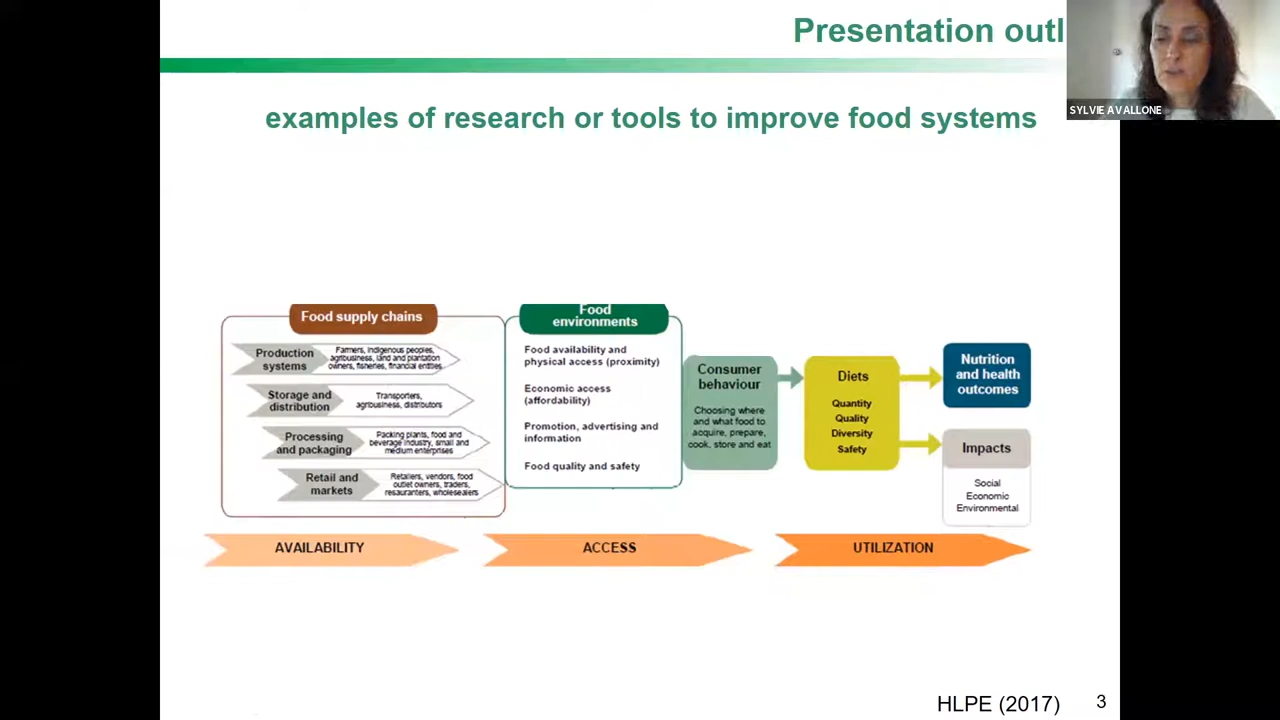 Presentation outl
SYLVIE AVALLONE
examples of research or tools to improve food systems
Food supply chains
Production
systems
Farmers, indigenous peoples,
agribusiness, land and plantation
owners, fisheries, financial entities
Storage and
distribution
Transporters,
agribusiness, distributors
Processing
and packaging
Packing plants, food and
beverage industry, small and
medium enterprises
Retail and
markets
Retailers, vendors, food
outlet owners, traders,
resauranters, wholesealers
Food
environments
Food availability and
physical access (proximity)
Economic access
(affordability)
Promotion, advertising and
information
Food quality and safety
Consumer
behaviour
Choosing where
and what food to
acquire, prepare,
cook, store and eat
Diets
Quantity
Quality
Diversity
Safety
Nutrition
and health
outcomes
Impacts
Social
Economic
Environmental
AVAILABILITY
ACCESS
UTILIZATION
HLPE (2017)
3